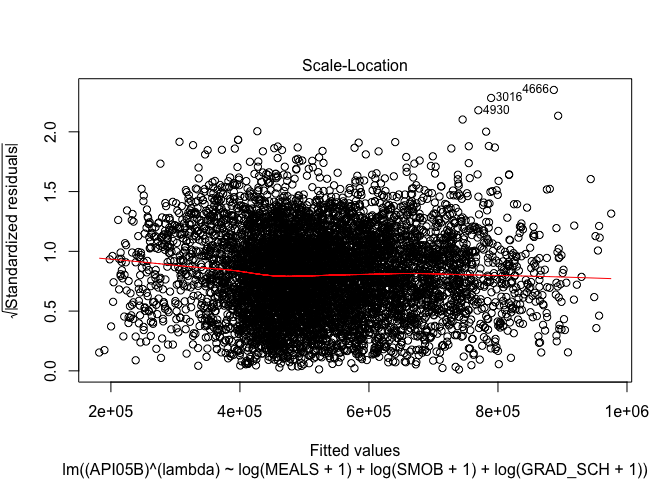 Scale-Location
4666
3016
4930
√|Standardized residuals|
2.0
1.5
1.0
0.5
0.0
2e+05 4e+05 6e+05 8e+05 1e+06
Fitted values
lm((API05B)^(lambda) ~ log(MEALS + 1) + log(SMOB + 1) + log(GRAD_SCH + 1))